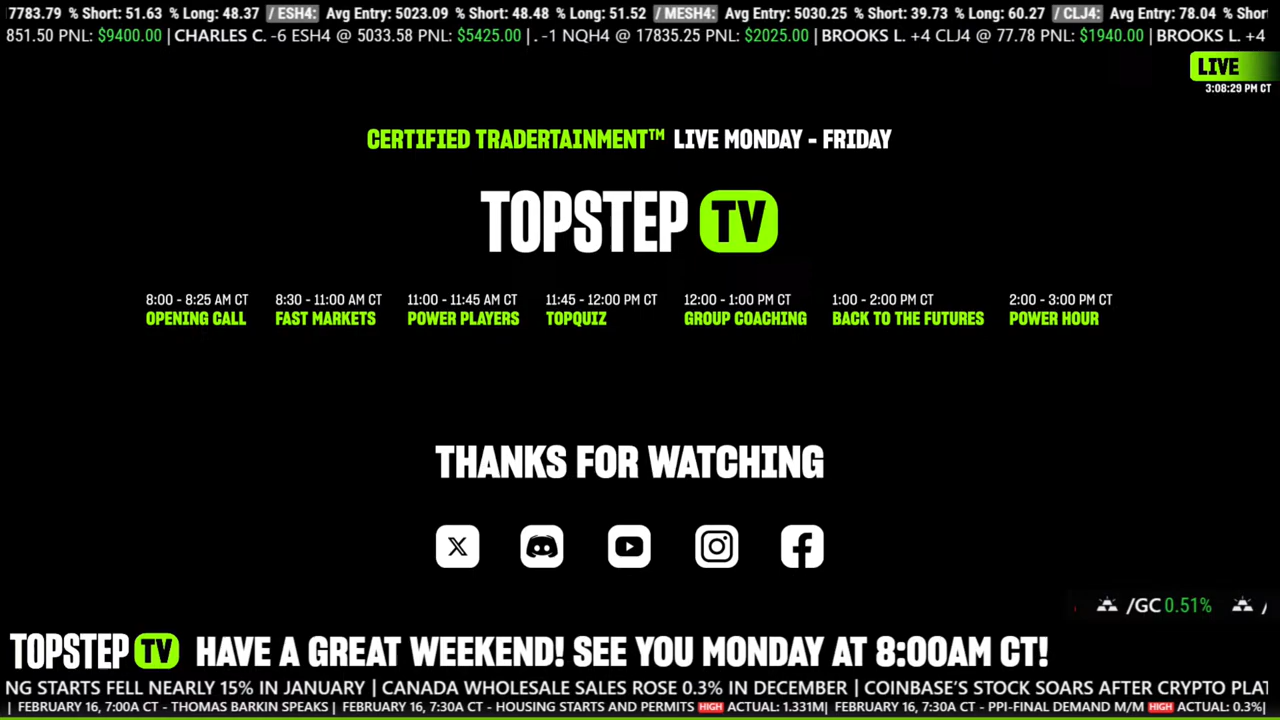 7783.79 % Short: 51.63 % Long: 48.37 / ESH4: Avg Entry: 5023.09 % Short: 48.48 % Long: 51.52 / MESH4: Avg Entry: 5030.25 % Short: 39.73 % Long: 60.27 / CLJ4: Avg Entry: 78.04 % Short
851.50 PNL: $9400.00 | CHARLES C. -6 ESH4 @ 5033.58 PNL: $5425.00 | . -1 NQH4 @ 17835.25 PNL: $2025.00 | BROOKS L. +4 CLJ4 @ 77.78 PNL: $1940.00 | BROOKS L. +4
LIVE
3:08:29 PM CT
CERTIFIED TRADERTAINMENT™ LIVE MONDAY - FRIDAY
TOPSTEP TV
8:00 - 8:25 AM CT 8:30 - 11:00 AM CT 11:00 - 11:45 AM CT 11:45 - 12:00 PM CT 12:00 - 1:00 PM CT 1:00 - 2:00 PM CT 2:00 - 3:00 PM CT
OPENING CALL FAST MARKETS POWER PLAYERS TOPQUIZ GROUP COACHING BACK TO THE FUTURES POWER HOUR
THANKS FOR WATCHING
/GC 0.51% /
TOPSTEP TV HAVE A GREAT WEEKEND! SEE YOU MONDAY AT 8:00AM CT!
NG STARTS FELL NEARLY 15% IN JANUARY | CANADA WHOLESALE SALES ROSE 0.3% IN DECEMBER | COINBASE'S STOCK SOARS AFTER CRYPTO PLAT
| FEBRUARY 16, 7:00A CT - THOMAS BARKIN SPEAKS | FEBRUARY 16, 7:30A CT - HOUSING STARTS AND PERMITS HIGH ACTUAL: 1.331M | FEBRUARY 16, 7:30A CT - PPI-FINAL DEMAND M/M HIGH ACTUAL: 0.3% |